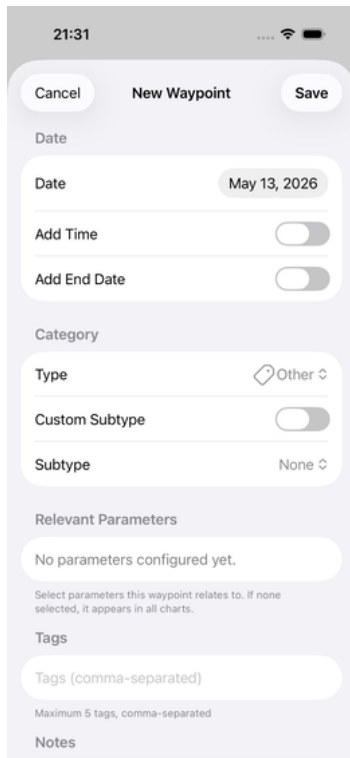 21:31
Cancel New Waypoint Save
Date
Date May 13, 2026
Add Time
Add End Date
Category
Type Other
Custom Subtype
Subtype None
Relevant Parameters
No parameters configured yet.
Select parameters this waypoint relates to. If none
selected, it appears in all charts.
Tags
Tags (comma-separated)
Maximum 5 tags, comma-separated
Notes